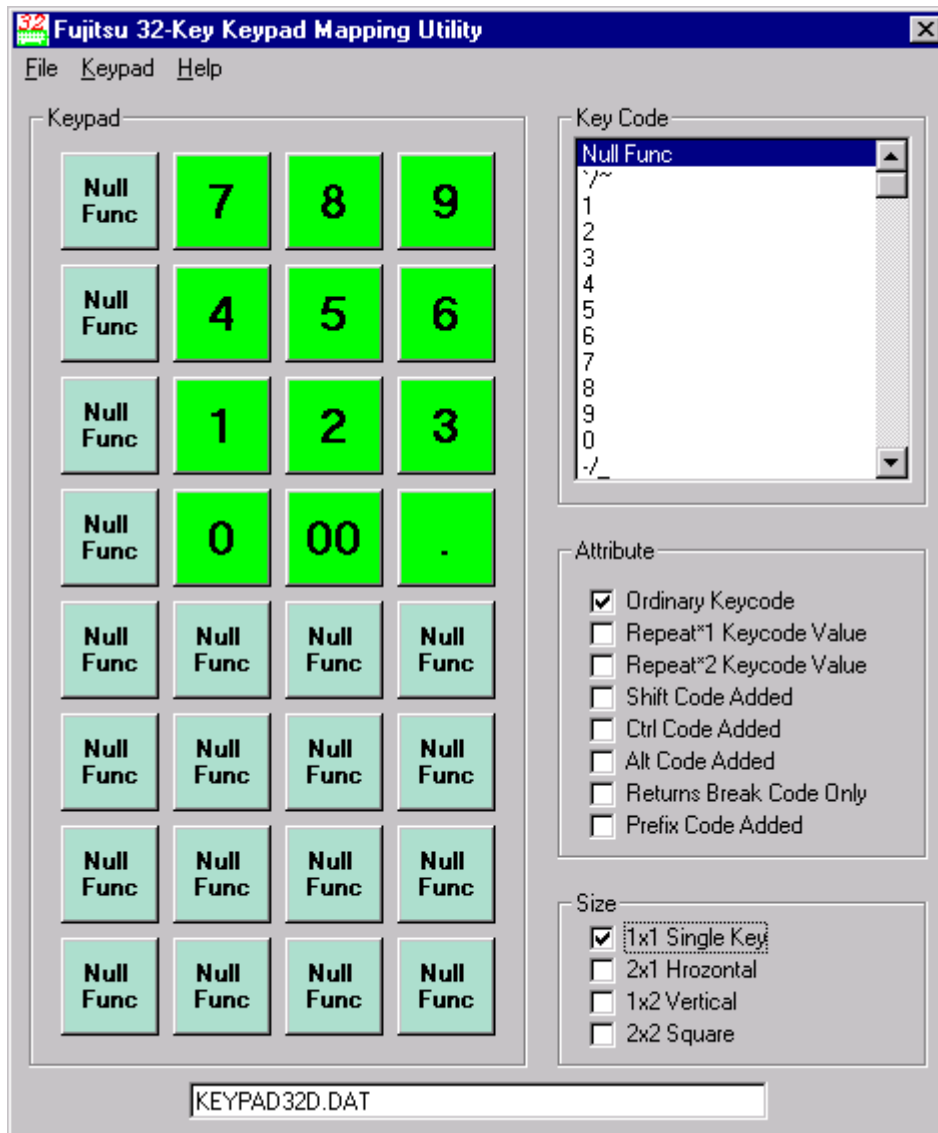 Fujitsu 32-Key Keypad Mapping Utility
File Keypad Help
Keypad
Null Func 7 8 9
Null Func 4 5 6
Null Func 1 2 3
Null Func 0 00 .
Null Func Null Func Null Func Null Func
Null Func Null Func Null Func Null Func
Null Func Null Func Null Func Null Func
Null Func Null Func Null Func Null Func
Key Code
Null Func
`/~
1
2
3
4
5
6
7
8
9
0
-/_
Attribute
Ordinary Keycode
Repeat*1 Keycode Value
Repeat*2 Keycode Value
Shift Code Added
Ctrl Code Added
Alt Code Added
Returns Break Code Only
Prefix Code Added
Size
1x1 Single Key
2x1 Hrozontal
1x2 Vertical
2x2 Square
KEYPAD32D.DAT